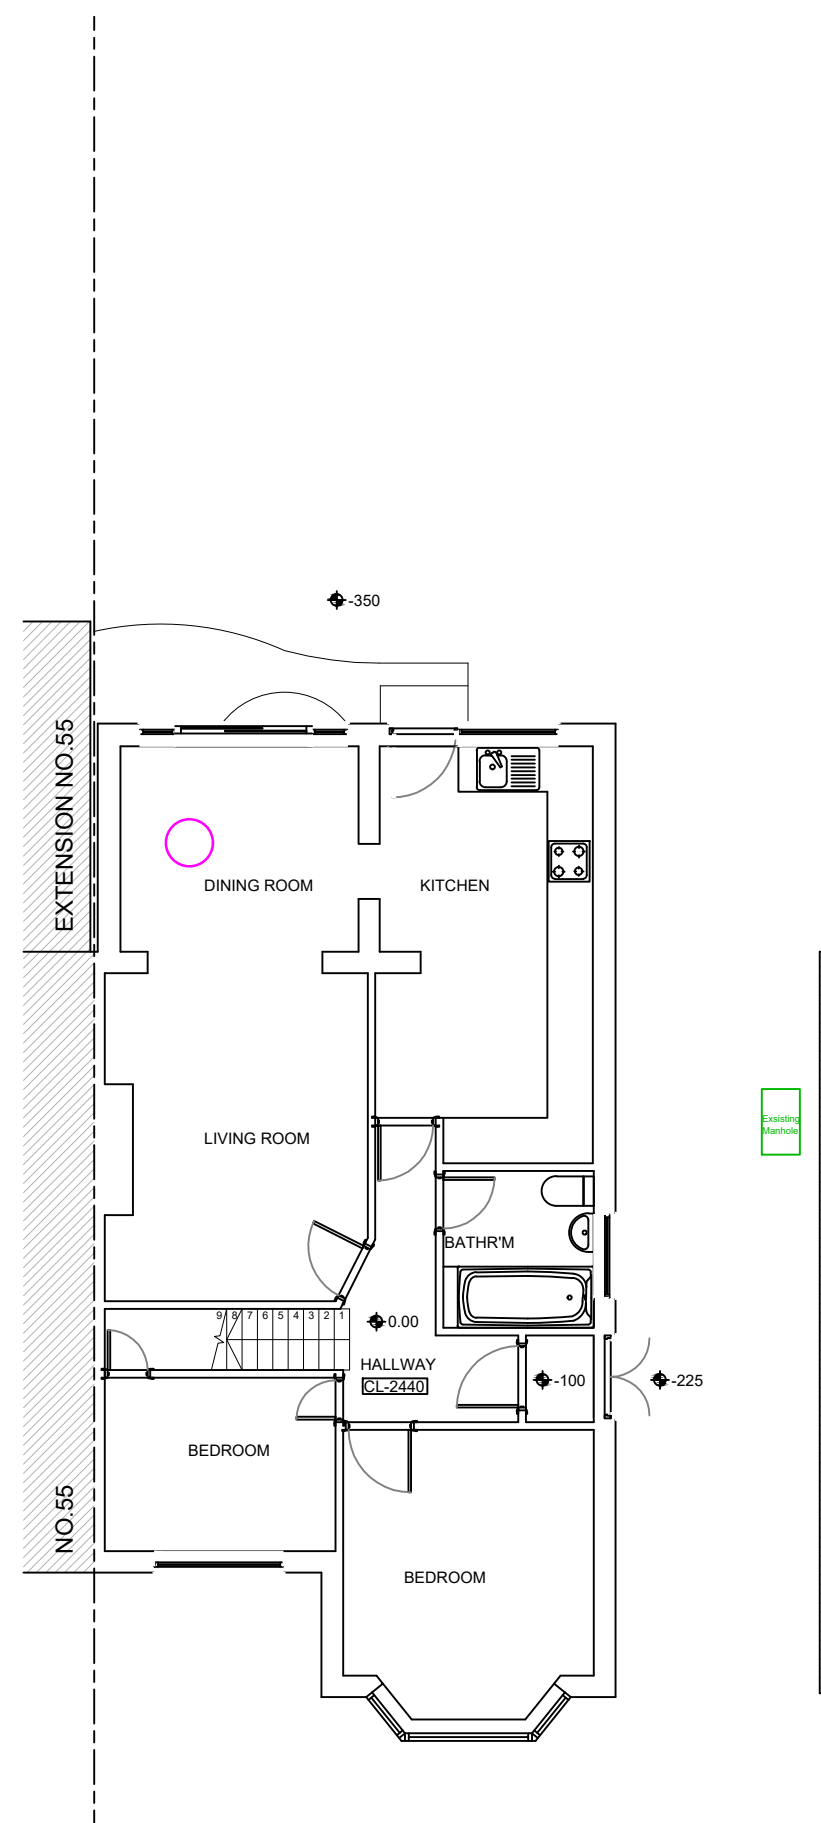 -350
EXTENSION NO.55
DINING ROOM
KITCHEN
Exsisting
Manhole
LIVING ROOM
BATHR'M
9 8 7 6 5 4 3 2 1
0.00
HALLWAY
CL-2440
-100
-225
BEDROOM
NO.55
BEDROOM